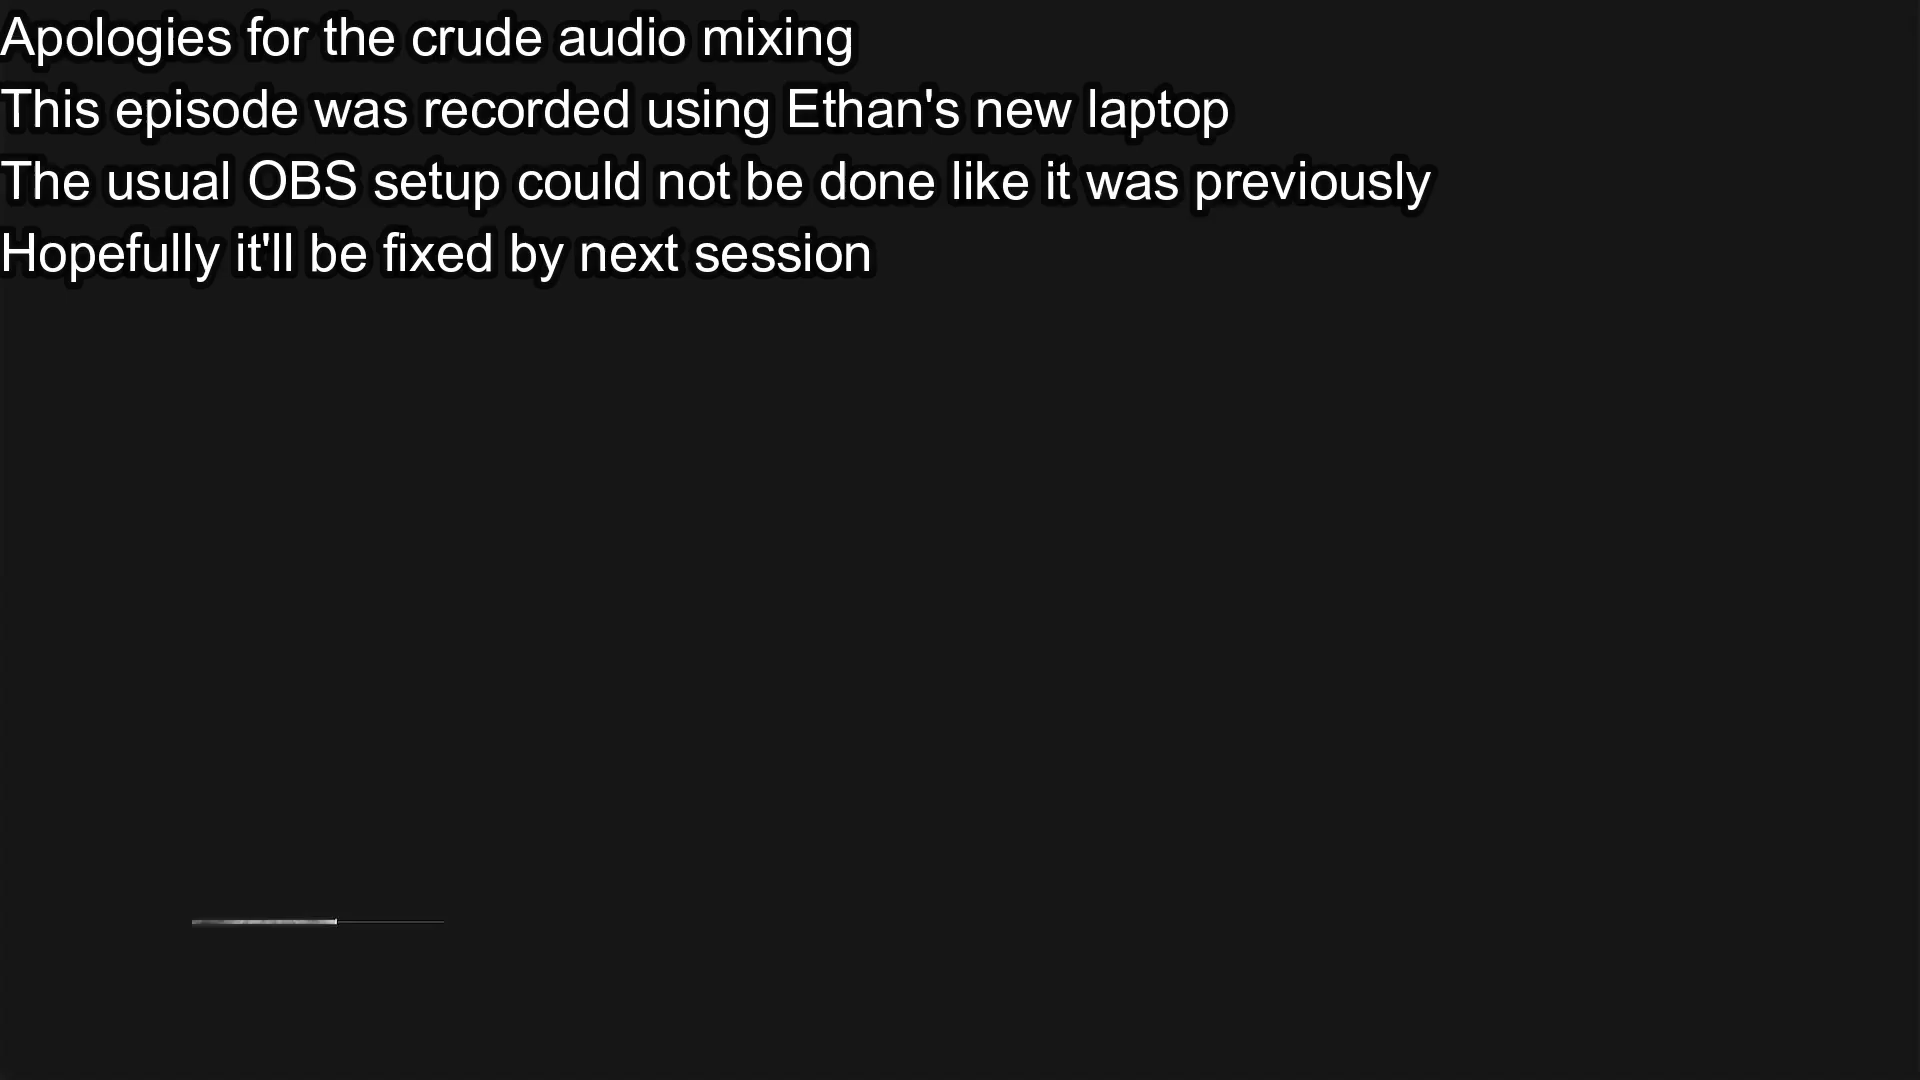 Apologies for the crude audio mixing
This episode was recorded using Ethan's new laptop
The usual OBS setup could not be done like it was previously
Hopefully it'll be fixed by next session